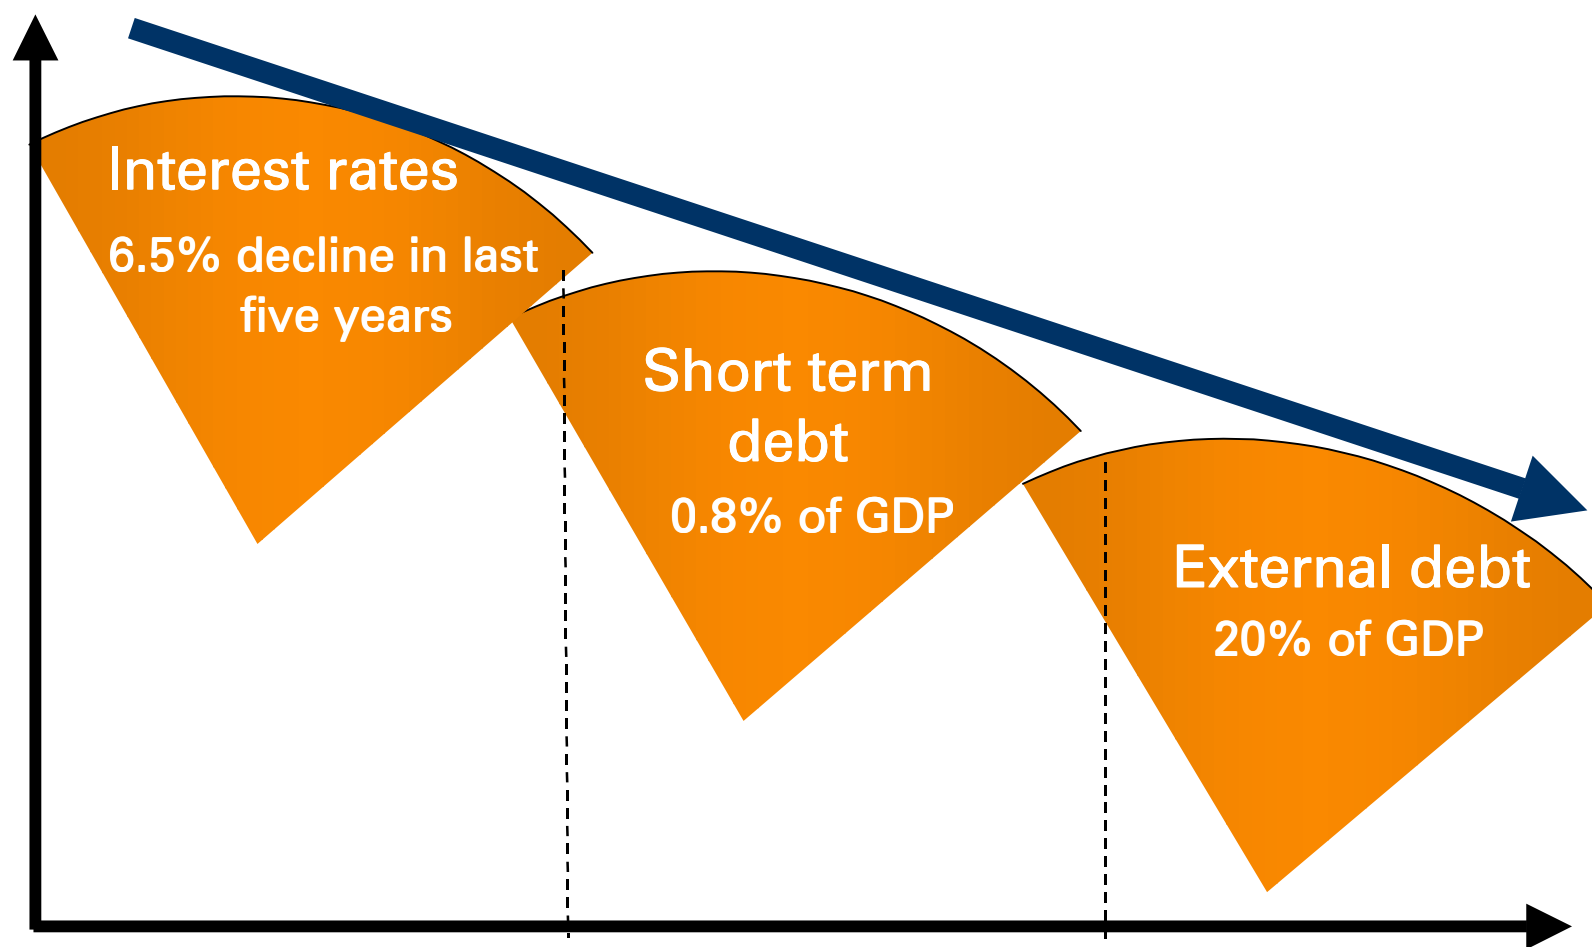 Interest rates
6.5% decline in last
five years
Short term
debt
0.8% of GDP
External debt
20% of GDP